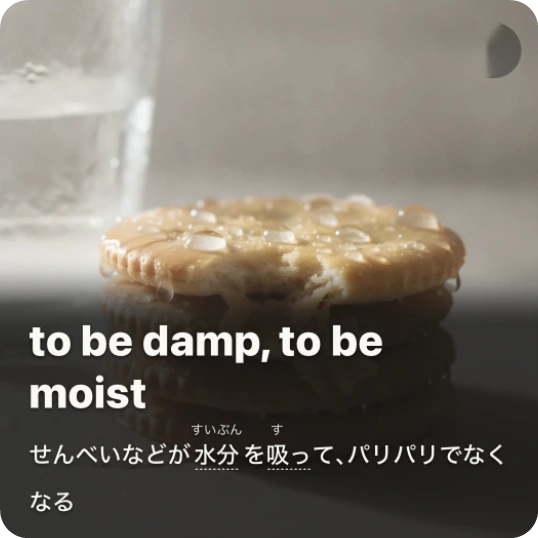 to be damp, to be
moist
すいぶん す
せんべいなどが水分を吸って、パリパリでなく
なる